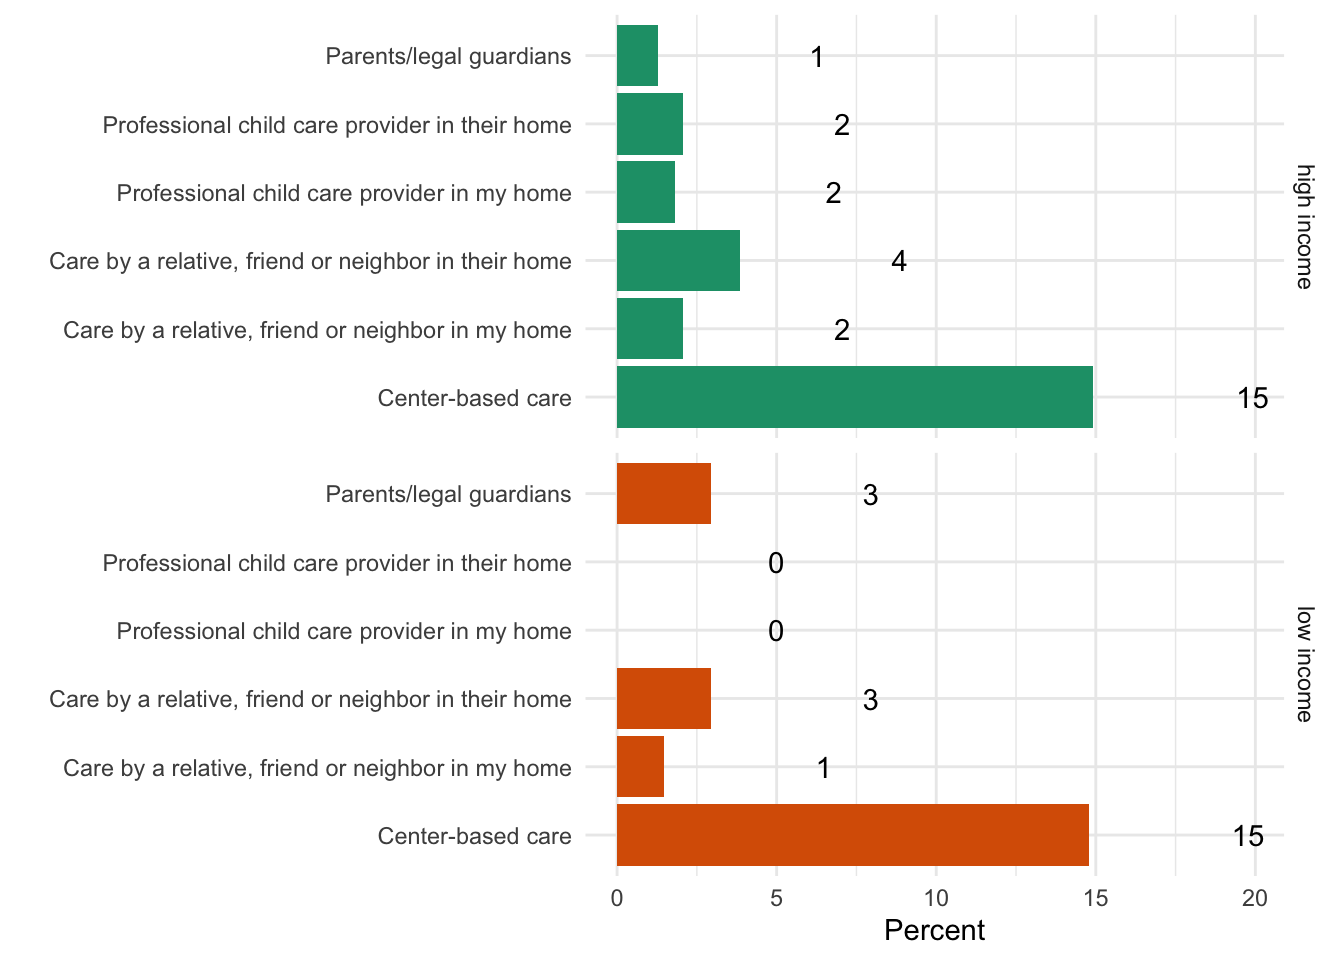 Parents/legal guardians 1
Professional child care provider in their home 2
Professional child care provider in my home 2
Care by a relative, friend or neighbor in their home 4
Care by a relative, friend or neighbor in my home 2
Center-based care 15
high income
Parents/legal guardians 3
Professional child care provider in their home 0
Professional child care provider in my home 0
Care by a relative, friend or neighbor in their home 3
Care by a relative, friend or neighbor in my home 1
Center-based care 15
low income
0 5 10 15 20
Percent